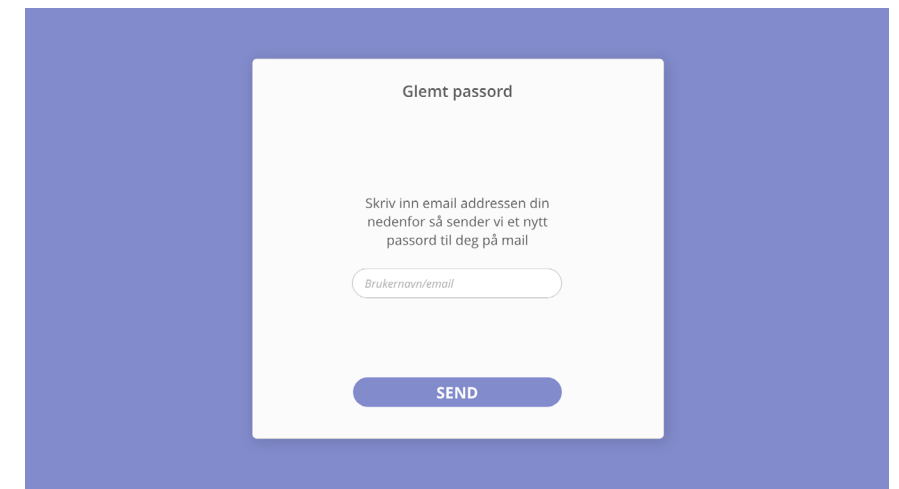 Glemt passord
Skriv inn email addressen din
nedenfor så sender vi et nytt
passord til deg på mail
Brukernavn/email
SEND